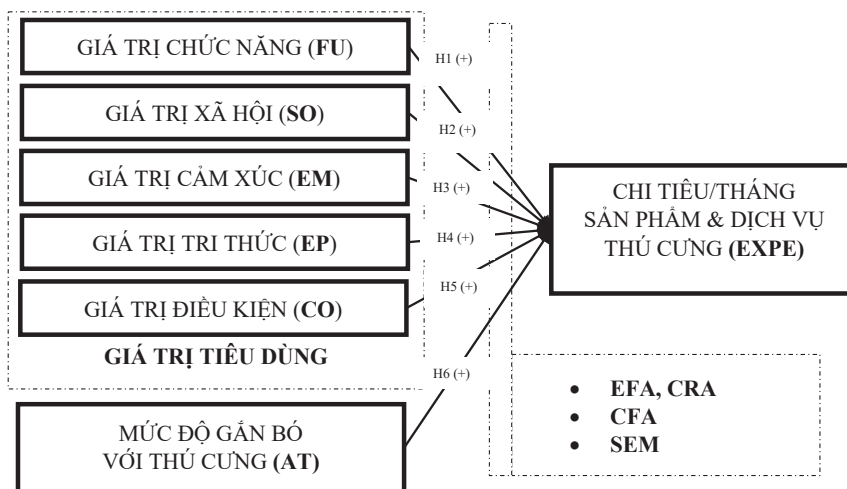 GIÁ TRỊ CHỨC NĂNG (FU)
H1 (+)
GIÁ TRỊ XÃ HỘI (SO)
H2 (+)
GIÁ TRỊ CẢM XÚC (EM)
H3 (+)
GIÁ TRỊ TRI THỨC (EP)
H4 (+)
GIÁ TRỊ ĐIỀU KIỆN (CO)
H5 (+)
GIÁ TRỊ TIÊU DÙNG
H6 (+)
MỨC ĐỘ GẮN BÓ
VỚI THÚ CƯNG (AT)
CHI TIÊU/THÁNG
SẢN PHẨM & DỊCH VỤ
THÚ CƯNG (EXPE)
• EFA, CRA
• CFA
• SEM